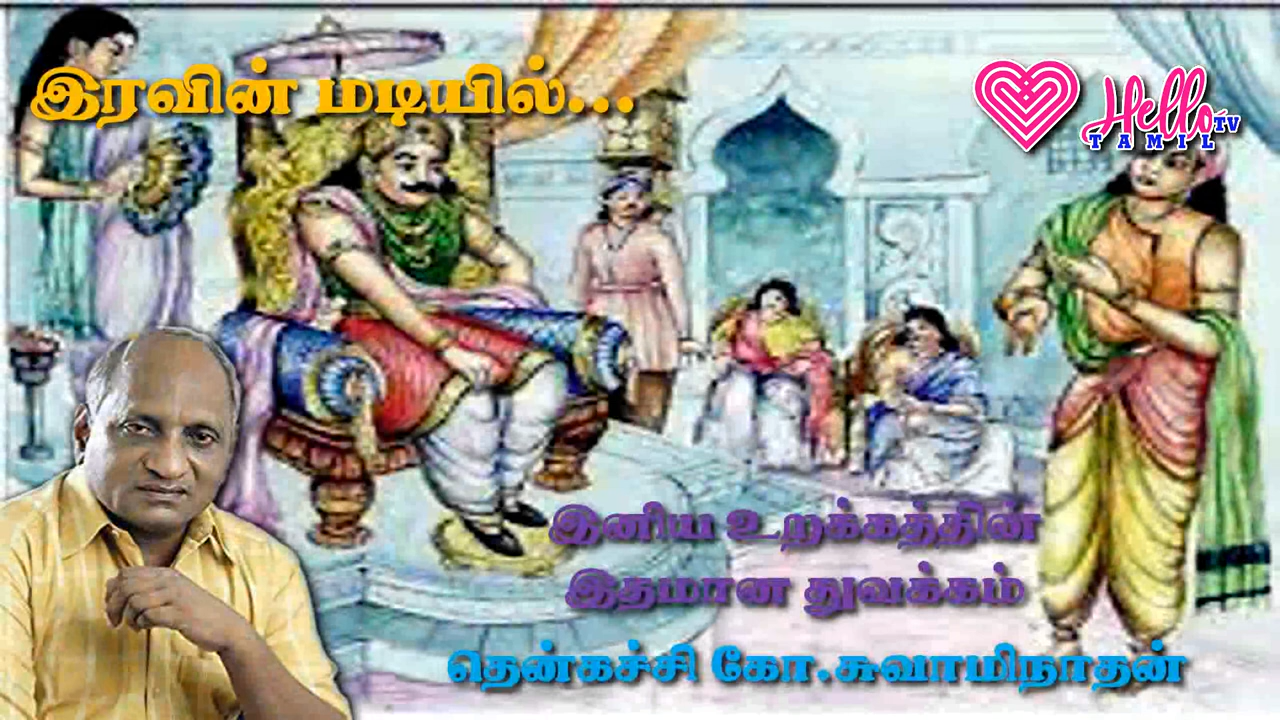 இரவின் மடியில்...
Hello TV
TAMIL
இனிய உறக்கத்தின்
இதமான துவக்கம்
தென்கச்சி கோ.சுவாமிநாதன்